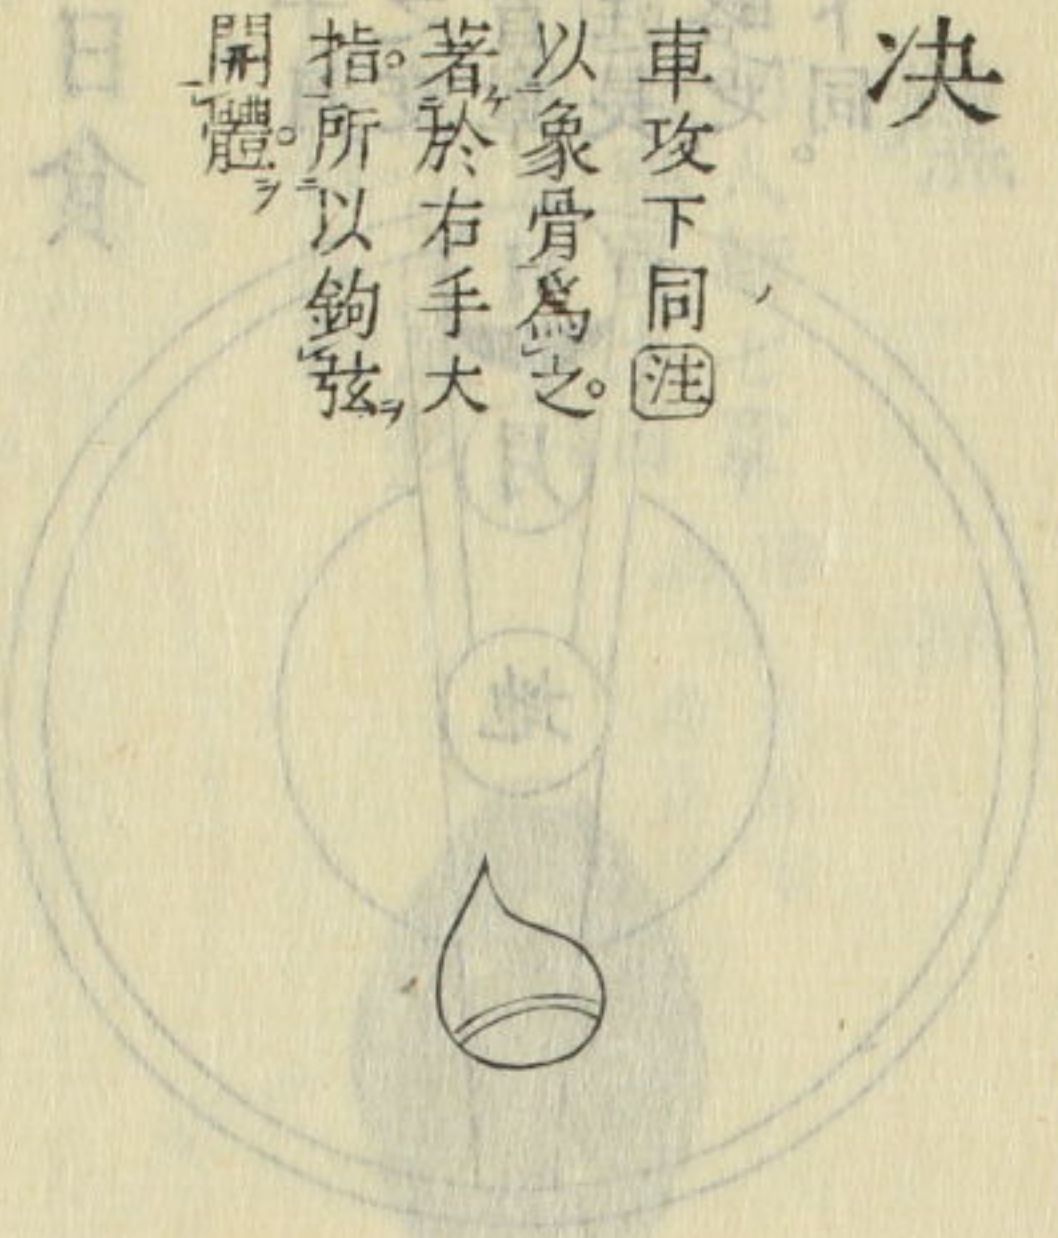 决
車攻下同注
以象骨爲之。
著於右手大
指。所以鉤弦
開體。